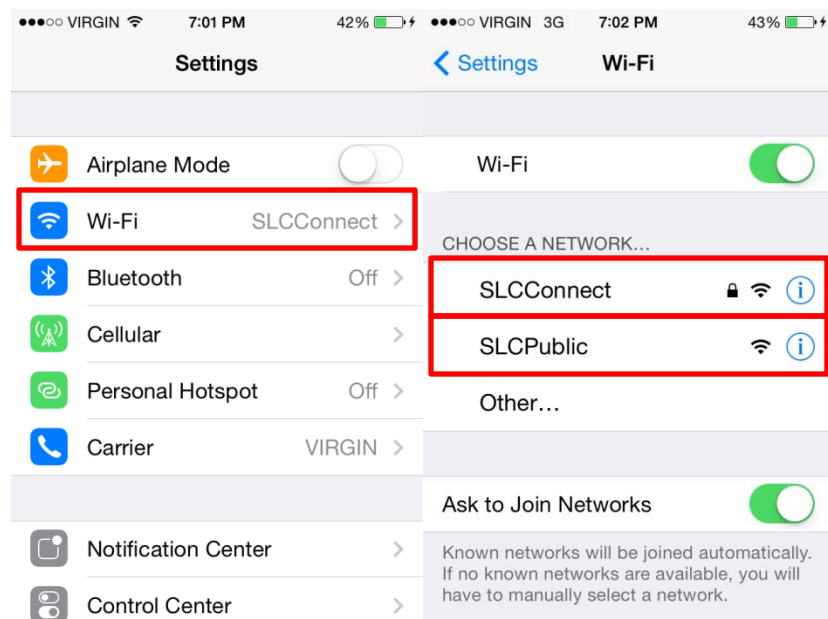 VIRGIN 7:01 PM 42%
Settings
Airplane Mode
Wi-Fi SLCConnect
Bluetooth Off
Cellular
Personal Hotspot Off
Carrier VIRGIN
Notification Center
Control Center
VIRGIN 3G 7:02 PM 43%
Settings Wi-Fi
Wi-Fi
CHOOSE A NETWORK...
SLCConnect
SLCPublic
Other...
Ask to Join Networks
Known networks will be joined automatically.
If no known networks are available, you will
have to manually select a network.